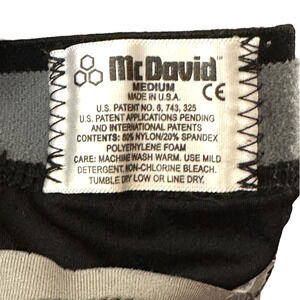 McDavid™
MEDIUM
MADE IN U.S.A.
CE
U.S. PATENT NO. 6, 743, 325
U.S. PATENT APPLICATIONS PENDING
AND INTERNATIONAL PATENTS
CONTENTS: 80% NYLON/20% SPANDEX
POLYETHYLENE FOAM
CARE: MACHINE WASH WARM. USE MILD
DETERGENT. NON-CHLORINE BLEACH.
TUMBLE DRY LOW OR LINE DRY.